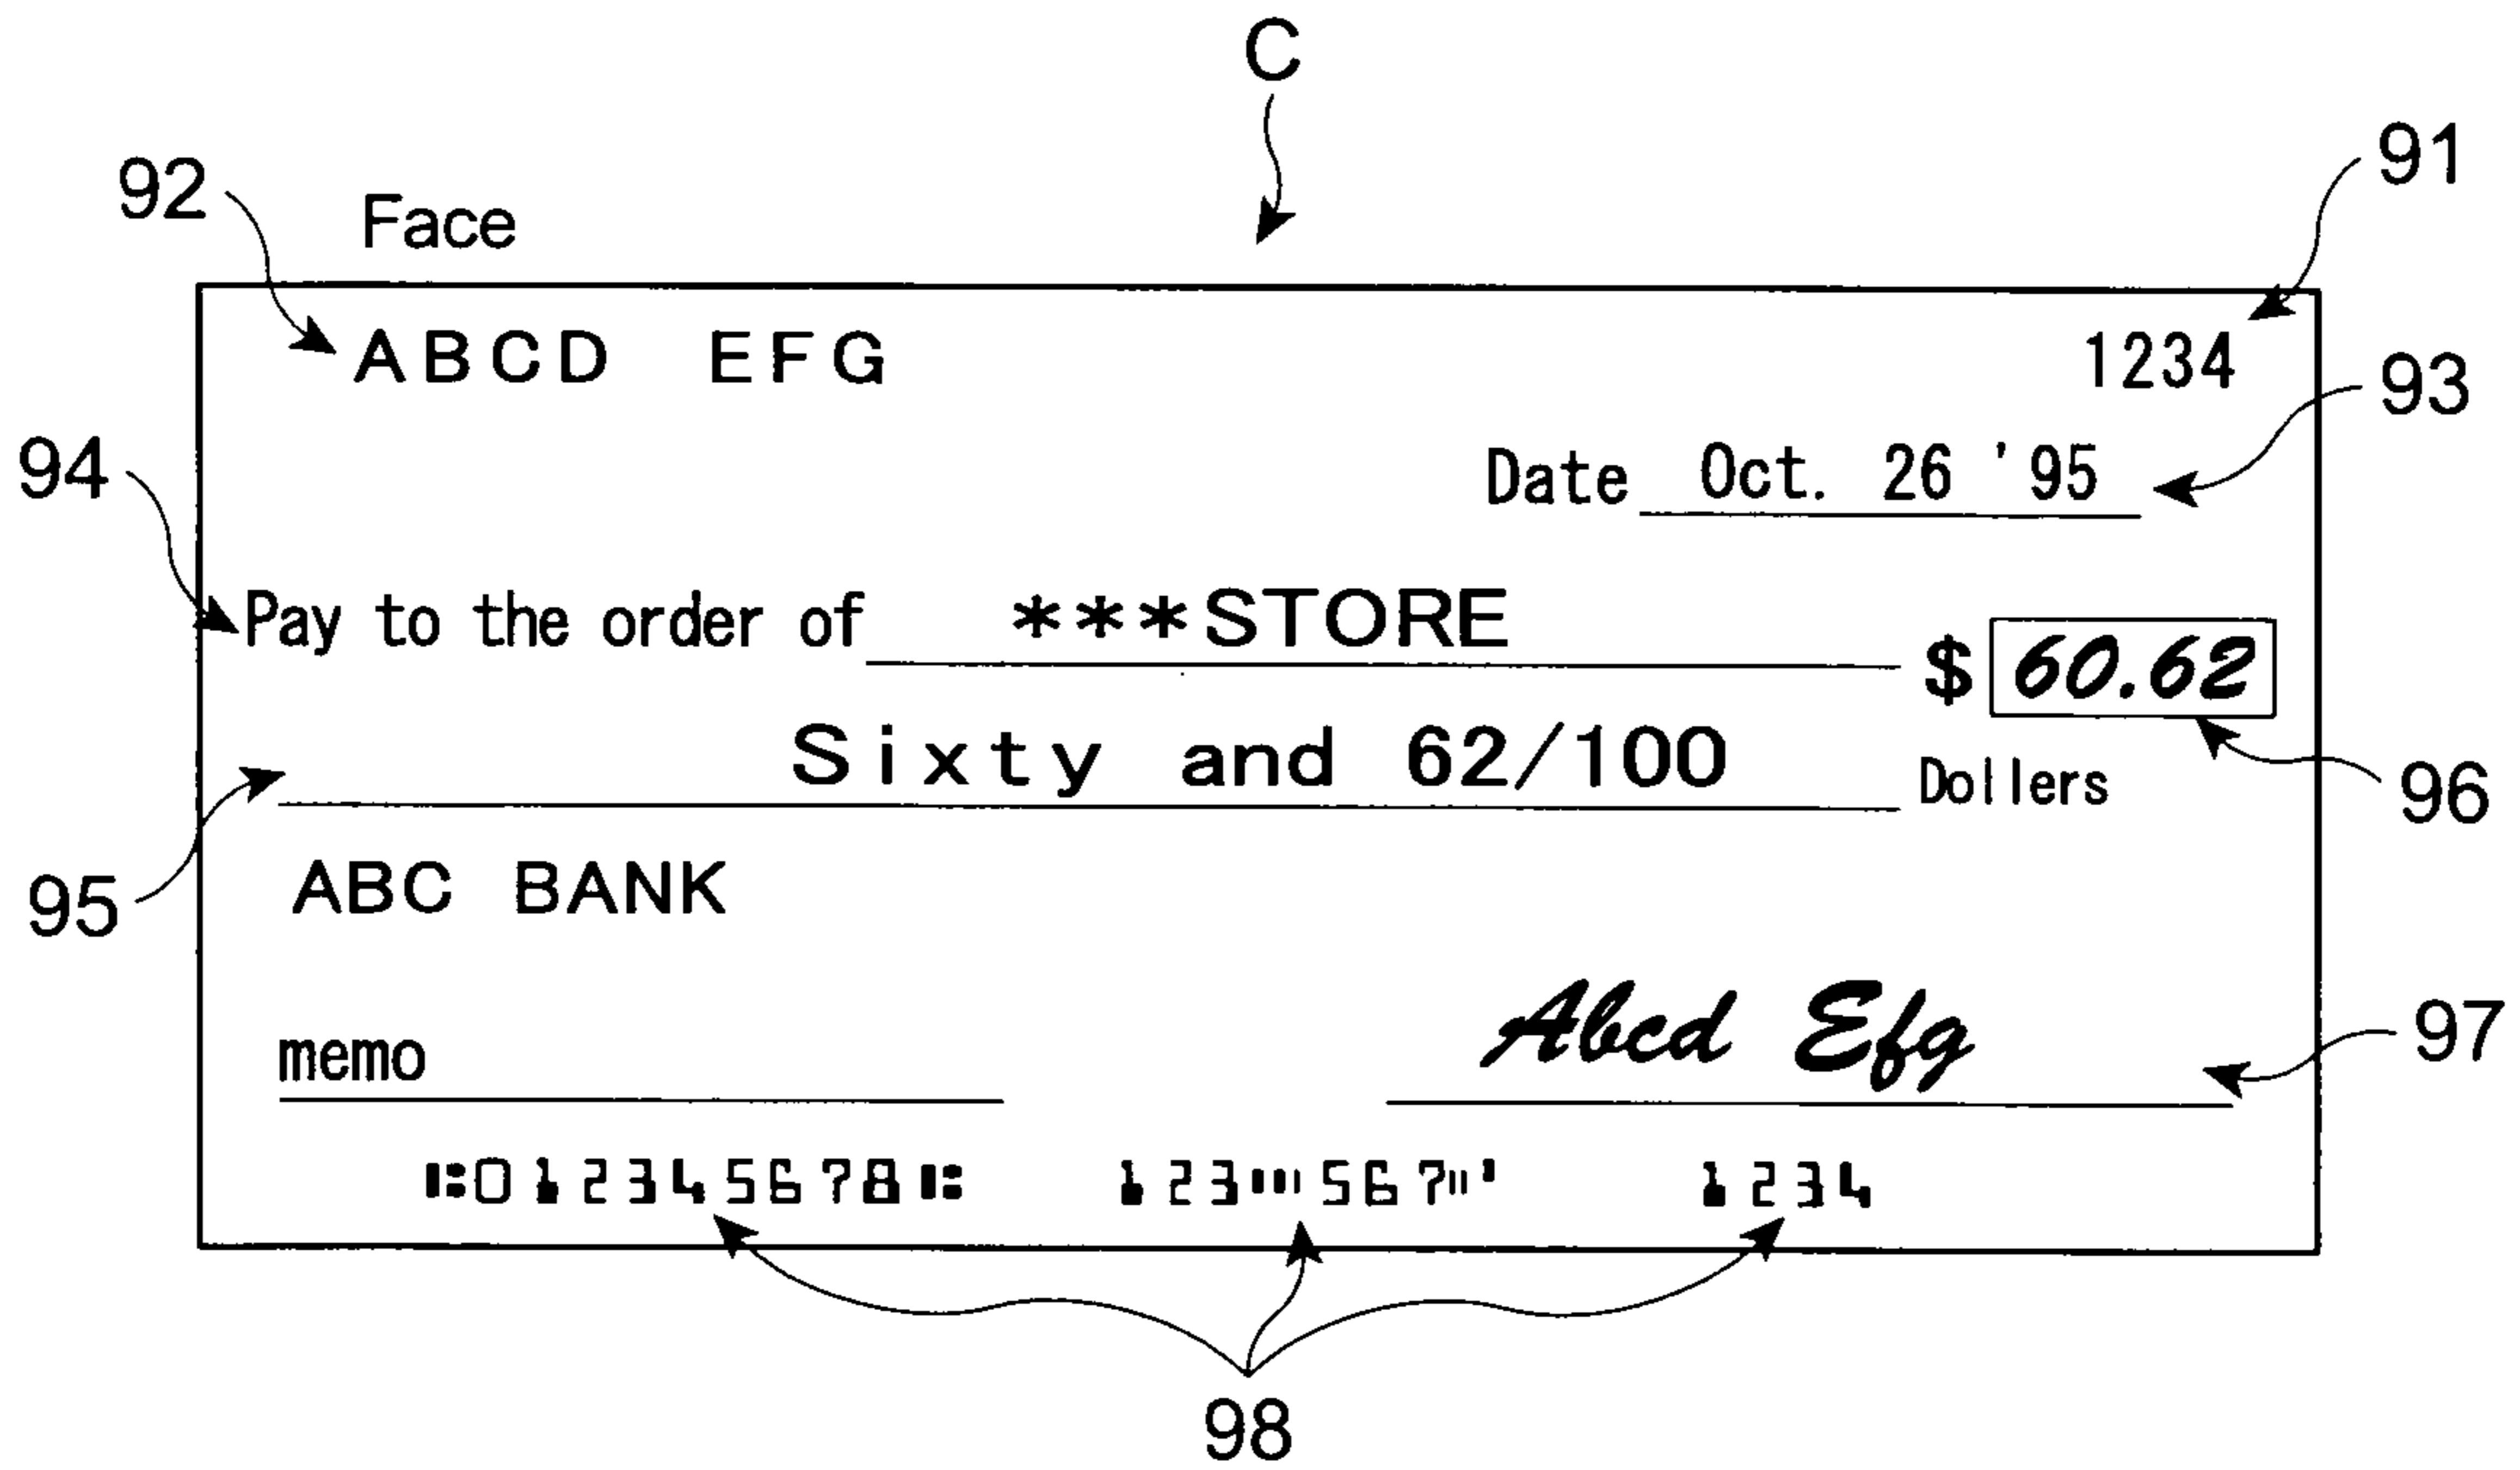 C
91
92
Face
ABCD EFG
1234
93
94
Date Oct. 26 '95
Pay to the order of ***STORE
$ 60.62
Sixty and 62/100 Dollers
96
95
ABC BANK
memo
Abcd Efg
97
⑆012345678⑆ 123⑉567⑈ 1234
98